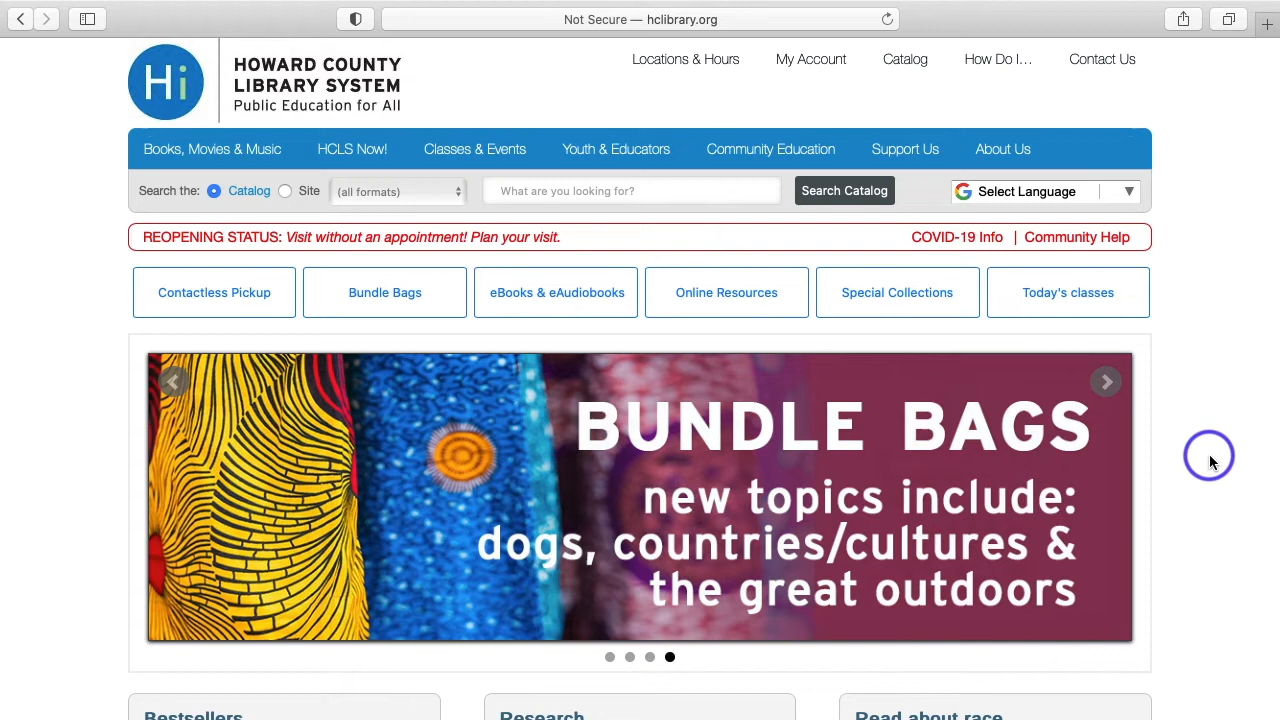 Not Secure — hclibrary.org
Hi
HOWARD COUNTY
LIBRARY SYSTEM
Public Education for All
Locations & Hours My Account Catalog How Do I... Contact Us
Books, Movies & Music HCLS Now! Classes & Events Youth & Educators Community Education Support Us About Us
Search the: Catalog Site (all formats) What are you looking for? Search Catalog G Select Language
REOPENING STATUS: Visit without an appointment! Plan your visit. COVID-19 Info | Community Help
Contactless Pickup Bundle Bags eBooks & eAudiobooks Online Resources Special Collections Today's classes
BUNDLE BAGS
new topics include:
dogs, countries/cultures &
the great outdoors
Bestsellers Research Read about race